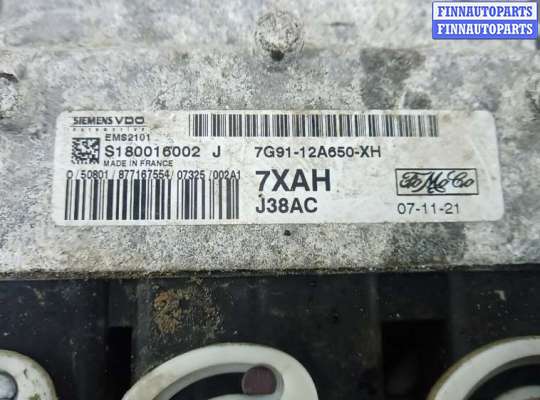 FINNAUTOPARTS
FINNAUTOPARTS
SIEMENS VDO
Automotive
EMS2101
S180016002 J
MADE IN FRANCE
7G91-12A650-XH
O/50801/877167554/07325/002A1
7XAH
J38AC
FoMoCo
07-11-21